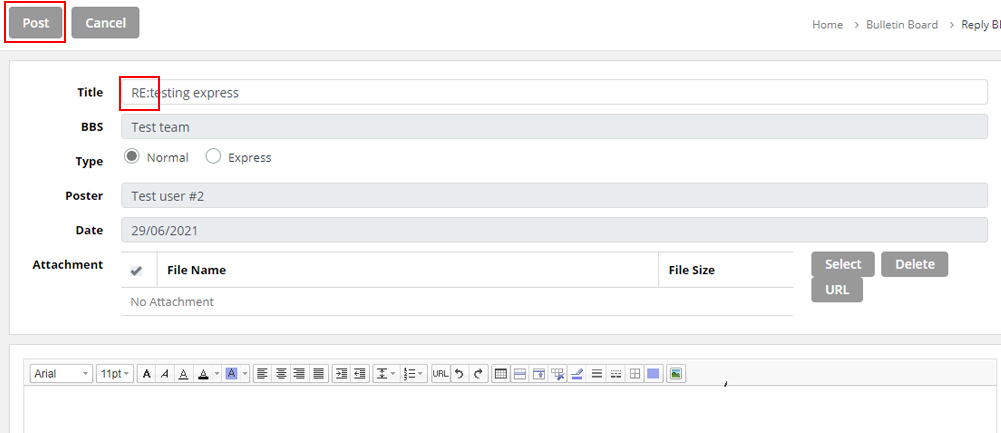 Post Cancel
Home > Bulletin Board > Reply B
Title RE:testing express
BBS Test team
Type Normal Express
Poster Test user #2
Date 29/06/2021
Attachment File Name File Size Select Delete
URL
No Attachment
Arial 11pt A A A A A URL